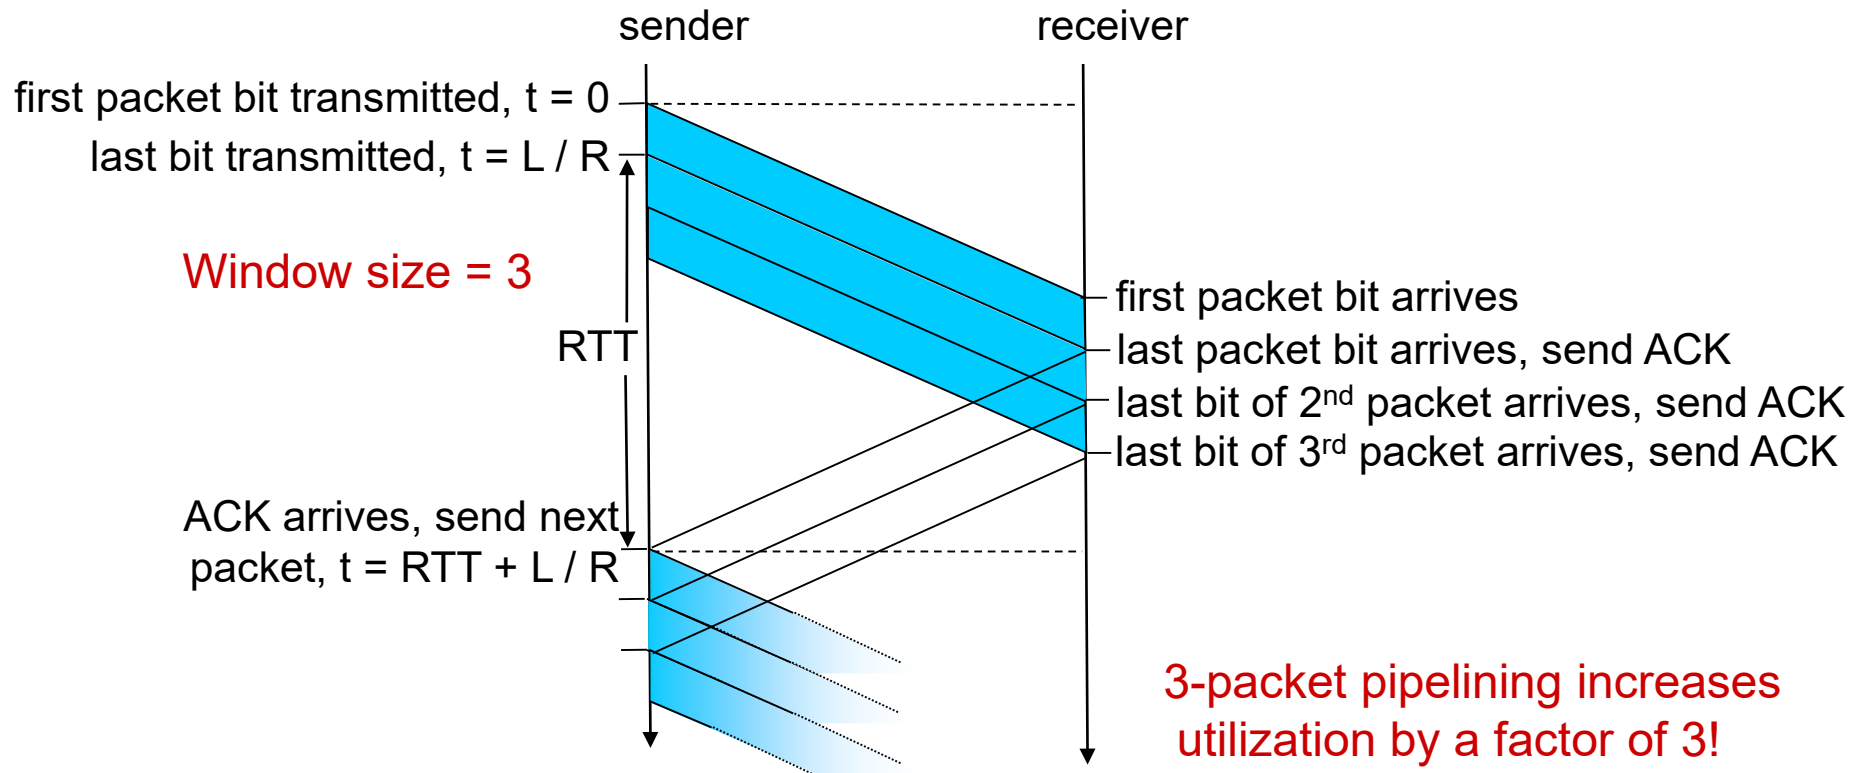 sender
receiver
first packet bit transmitted, t = 0
last bit transmitted, t = L / R
Window size = 3
RTT
first packet bit arrives
last packet bit arrives, send ACK
last bit of 2nd packet arrives, send ACK
last bit of 3rd packet arrives, send ACK
ACK arrives, send next
packet, t = RTT + L / R
3-packet pipelining increases
utilization by a factor of 3!